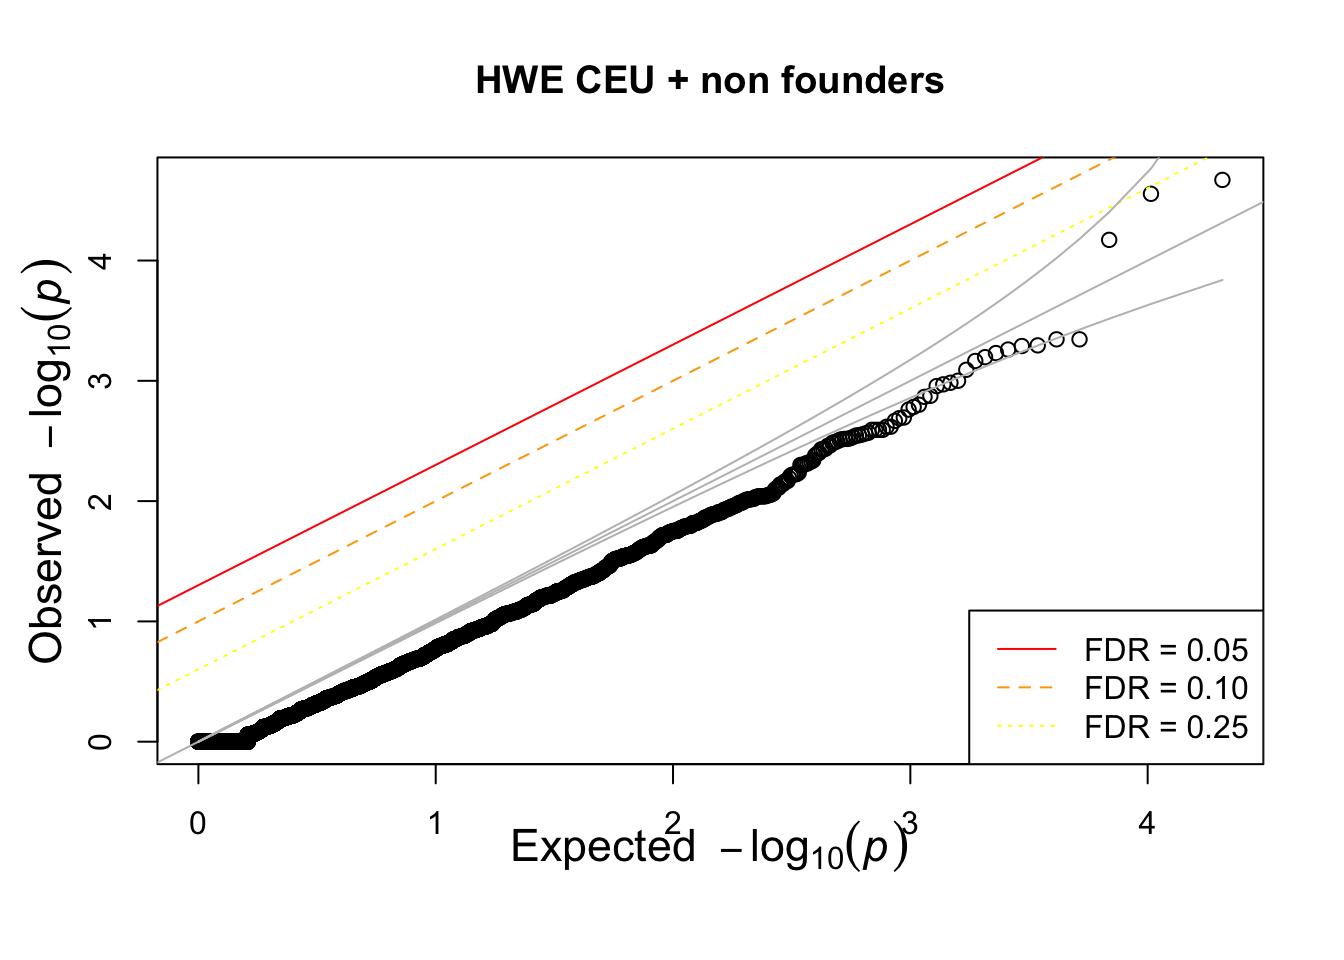 HWE CEU + non founders
Observed −log10(p)
4
3
2
1
0
FDR = 0.05
FDR = 0.10
FDR = 0.25
0 1 2 3 4
Expected −log10(p)